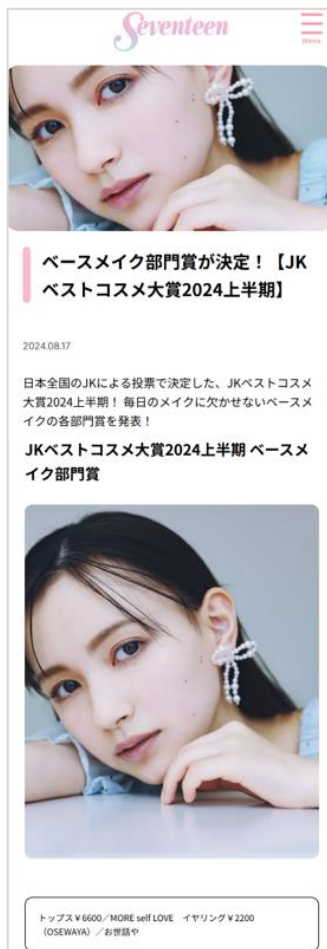 Seventeen
menu
ベースメイク部門賞が決定！【JK
ベストコスメ大賞2024上半期】
2024.08.17
日本全国のJKによる投票で決定した、JKベストコスメ
大賞2024上半期！ 毎日のメイクに欠かせないベースメ
イクの各部門賞を発表！
JKベストコスメ大賞2024上半期 ベースメ
イク部門賞
トップス￥6600／MORE self LOVE　イヤリング￥2200
（OSEWAYA）／お世話や